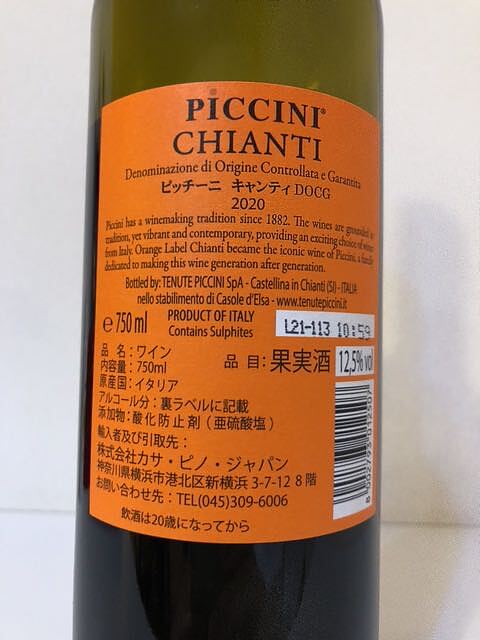 PiCCINI®
CHIANTI
Denominazione di Origine Controllata e Garantita
ピッチーニ キャンティ DOCG
2020
Piccini has a winemaking tradition since 1882. The wines are grounded in
tradition, yet vibrant and contemporary, providing an exciting choice of wines
from Italy. Orange Label Chianti became the iconic wine of Piccini, a family
dedicated to making this wine generation after generation.
Bottled by: TENUTE PICCINI SpA - Castellina in Chianti (SI) - ITALIA
nello stabilimento di Casole d'Elsa - www.tenutepiccini.it
e 750 ml
PRODUCT OF ITALY
Contains Sulphites
L21-113 10:59
品 名：ワイン
内容量：750ml
原産国：イタリア
品 目：果実酒
12,5% vol
アルコール分：裏ラベルに記載
添加物：酸化防止剤（亜硫酸塩）
輸入者及び引取先：
株式会社カサ・ピノ・ジャパン
神奈川県横浜市港北区新横浜 3-7-12 8 階
お問い合わせ先：TEL(045)309-6006
飲酒は20歳になってから